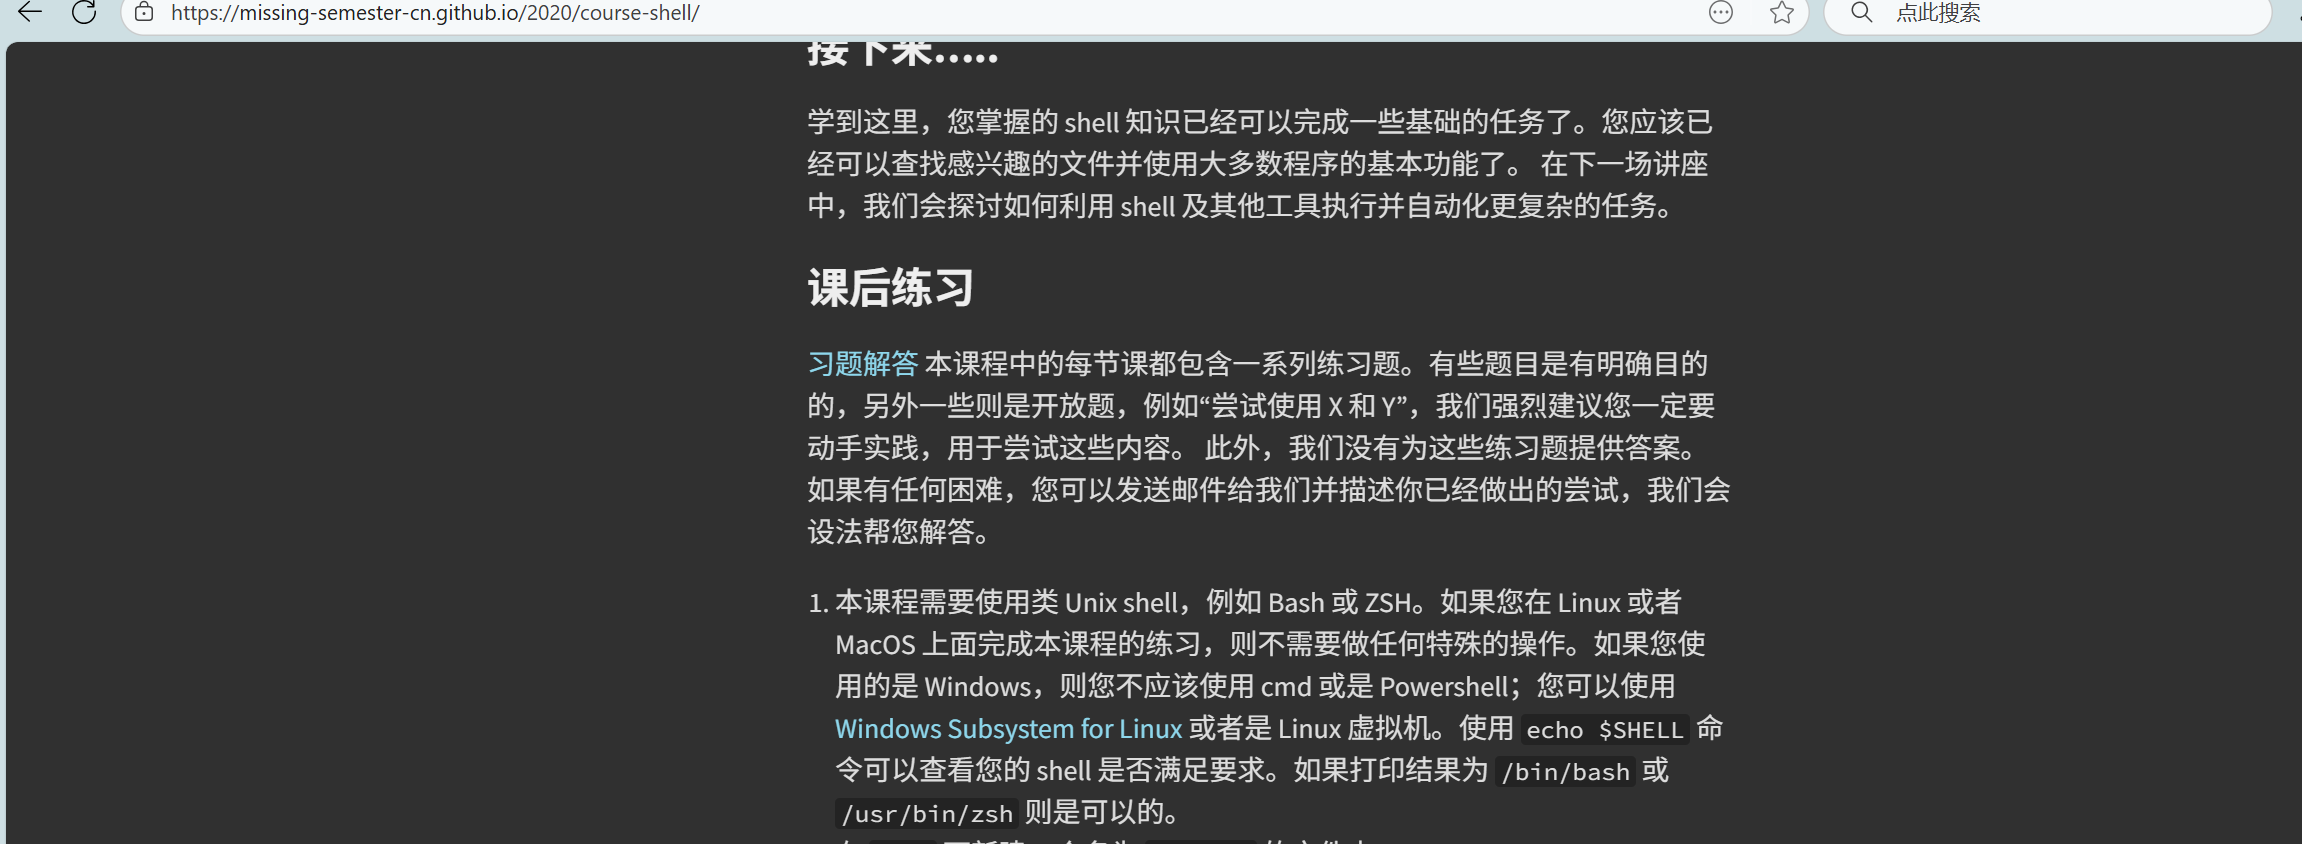 https://missing-semester-cn.github.io/2020/course-shell/
点此搜索
接下来.....
学到这里，您掌握的 shell 知识已经可以完成一些基础的任务了。您应该已
经可以查找感兴趣的文件并使用大多数程序的基本功能了。 在下一场讲座
中，我们会探讨如何利用 shell 及其他工具执行并自动化更复杂的任务。
课后练习
习题解答 本课程中的每节课都包含一系列练习题。有些题目是有明确目的
的，另外一些则是开放题，例如“尝试使用 X 和 Y”，我们强烈建议您一定要
动手实践，用于尝试这些内容。 此外，我们没有为这些练习题提供答案。
如果有任何困难，您可以发送邮件给我们并描述你已经做出的尝试，我们会
设法帮您解答。
1. 本课程需要使用类 Unix shell，例如 Bash 或 ZSH。如果您在 Linux 或者
MacOS 上面完成本课程的练习，则不需要做任何特殊的操作。如果您使
用的是 Windows，则您不应该使用 cmd 或是 Powershell；您可以使用
Windows Subsystem for Linux 或者是 Linux 虚拟机。使用 echo $SHELL 命
令可以查看您的 shell 是否满足要求。如果打印结果为 /bin/bash 或
/usr/bin/zsh 则是可以的。